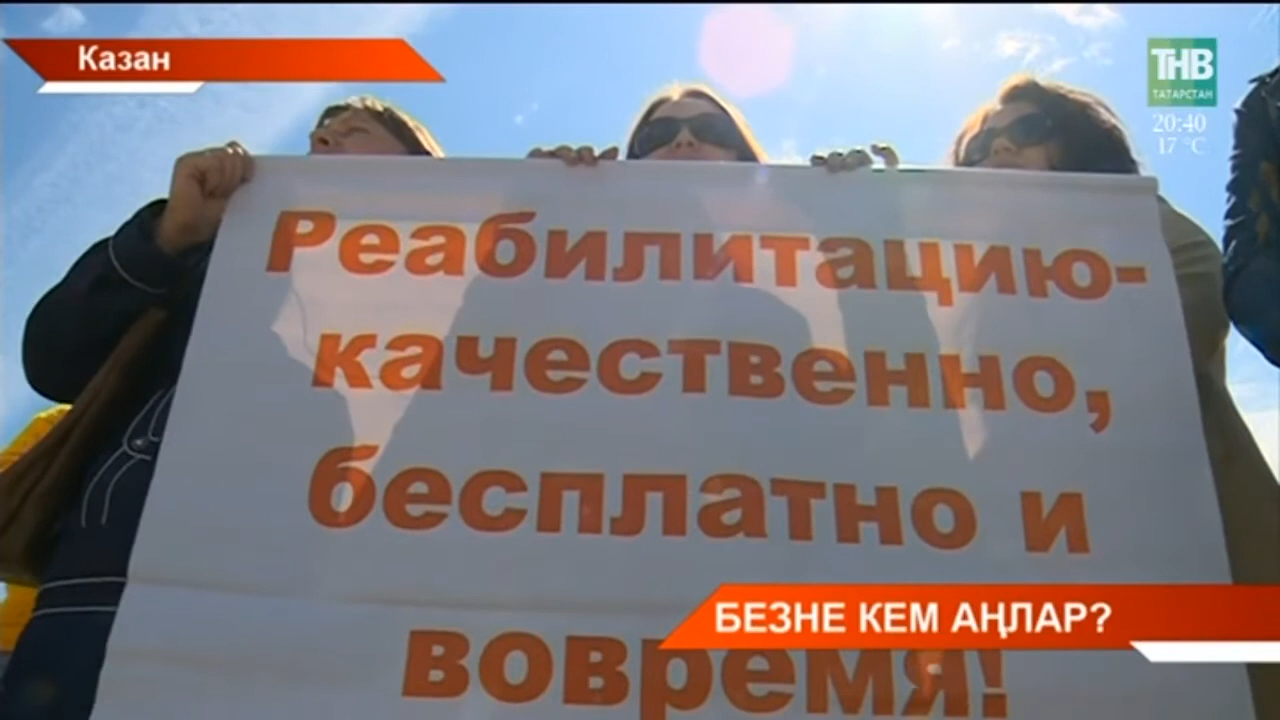 Казан
ТНВ
ТАТАРСТАН
20:40
17 °C
Реабилитацию-
качественно,
бесплатно и
вовремя!
БЕЗНЕ КЕМ АҢЛАР?